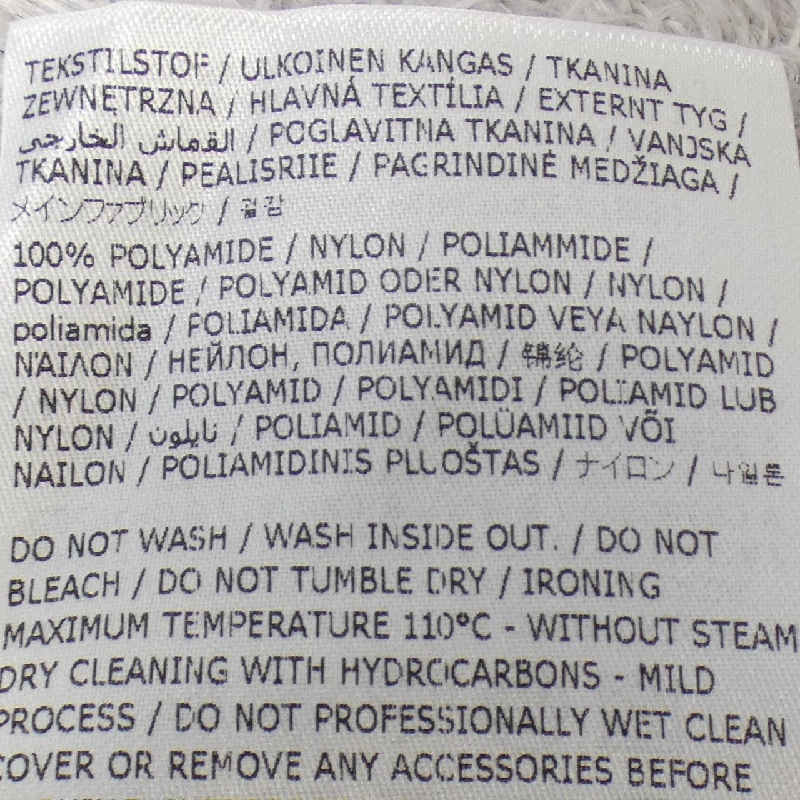 TEKSTILSTOF / ULKOINEN KANGAS / TKANINA
ZEWNĘTRZNA / HLAVNÁ TEXTÍLIA / EXTERNT TYG /
القماش الخارجي / POGLAVITNA TKANINA / VANJSKA
TKANINA / PEALISRIIE / PAGRINDINĖ MEDŽIAGA /
メインファブリック / 겉감
100% POLYAMIDE / NYLON / POLIAMMIDE /
POLYAMIDE / POLYAMID ODER NYLON / NYLON /
poliamida / POLIAMIDA / POLYAMID VEYA NAYLON /
ΝΆΙΛΟΝ / НЕЙЛОН, ПОЛИАМИД / 锦纶 / POLYAMID
/ NYLON / POLYAMID / POLYAMIDI / POLIAMID LUB
NYLON / نايلون / POLIAMID / POLÜAMIID VÕI
NAILON / POLIAMIDINIS PLUOŠTAS / ナイロン / 나일론
DO NOT WASH / WASH INSIDE OUT. / DO NOT
BLEACH / DO NOT TUMBLE DRY / IRONING
MAXIMUM TEMPERATURE 110°C - WITHOUT STEAM
DRY CLEANING WITH HYDROCARBONS - MILD
PROCESS / DO NOT PROFESSIONALLY WET CLEAN
COVER OR REMOVE ANY ACCESSORIES BEFORE